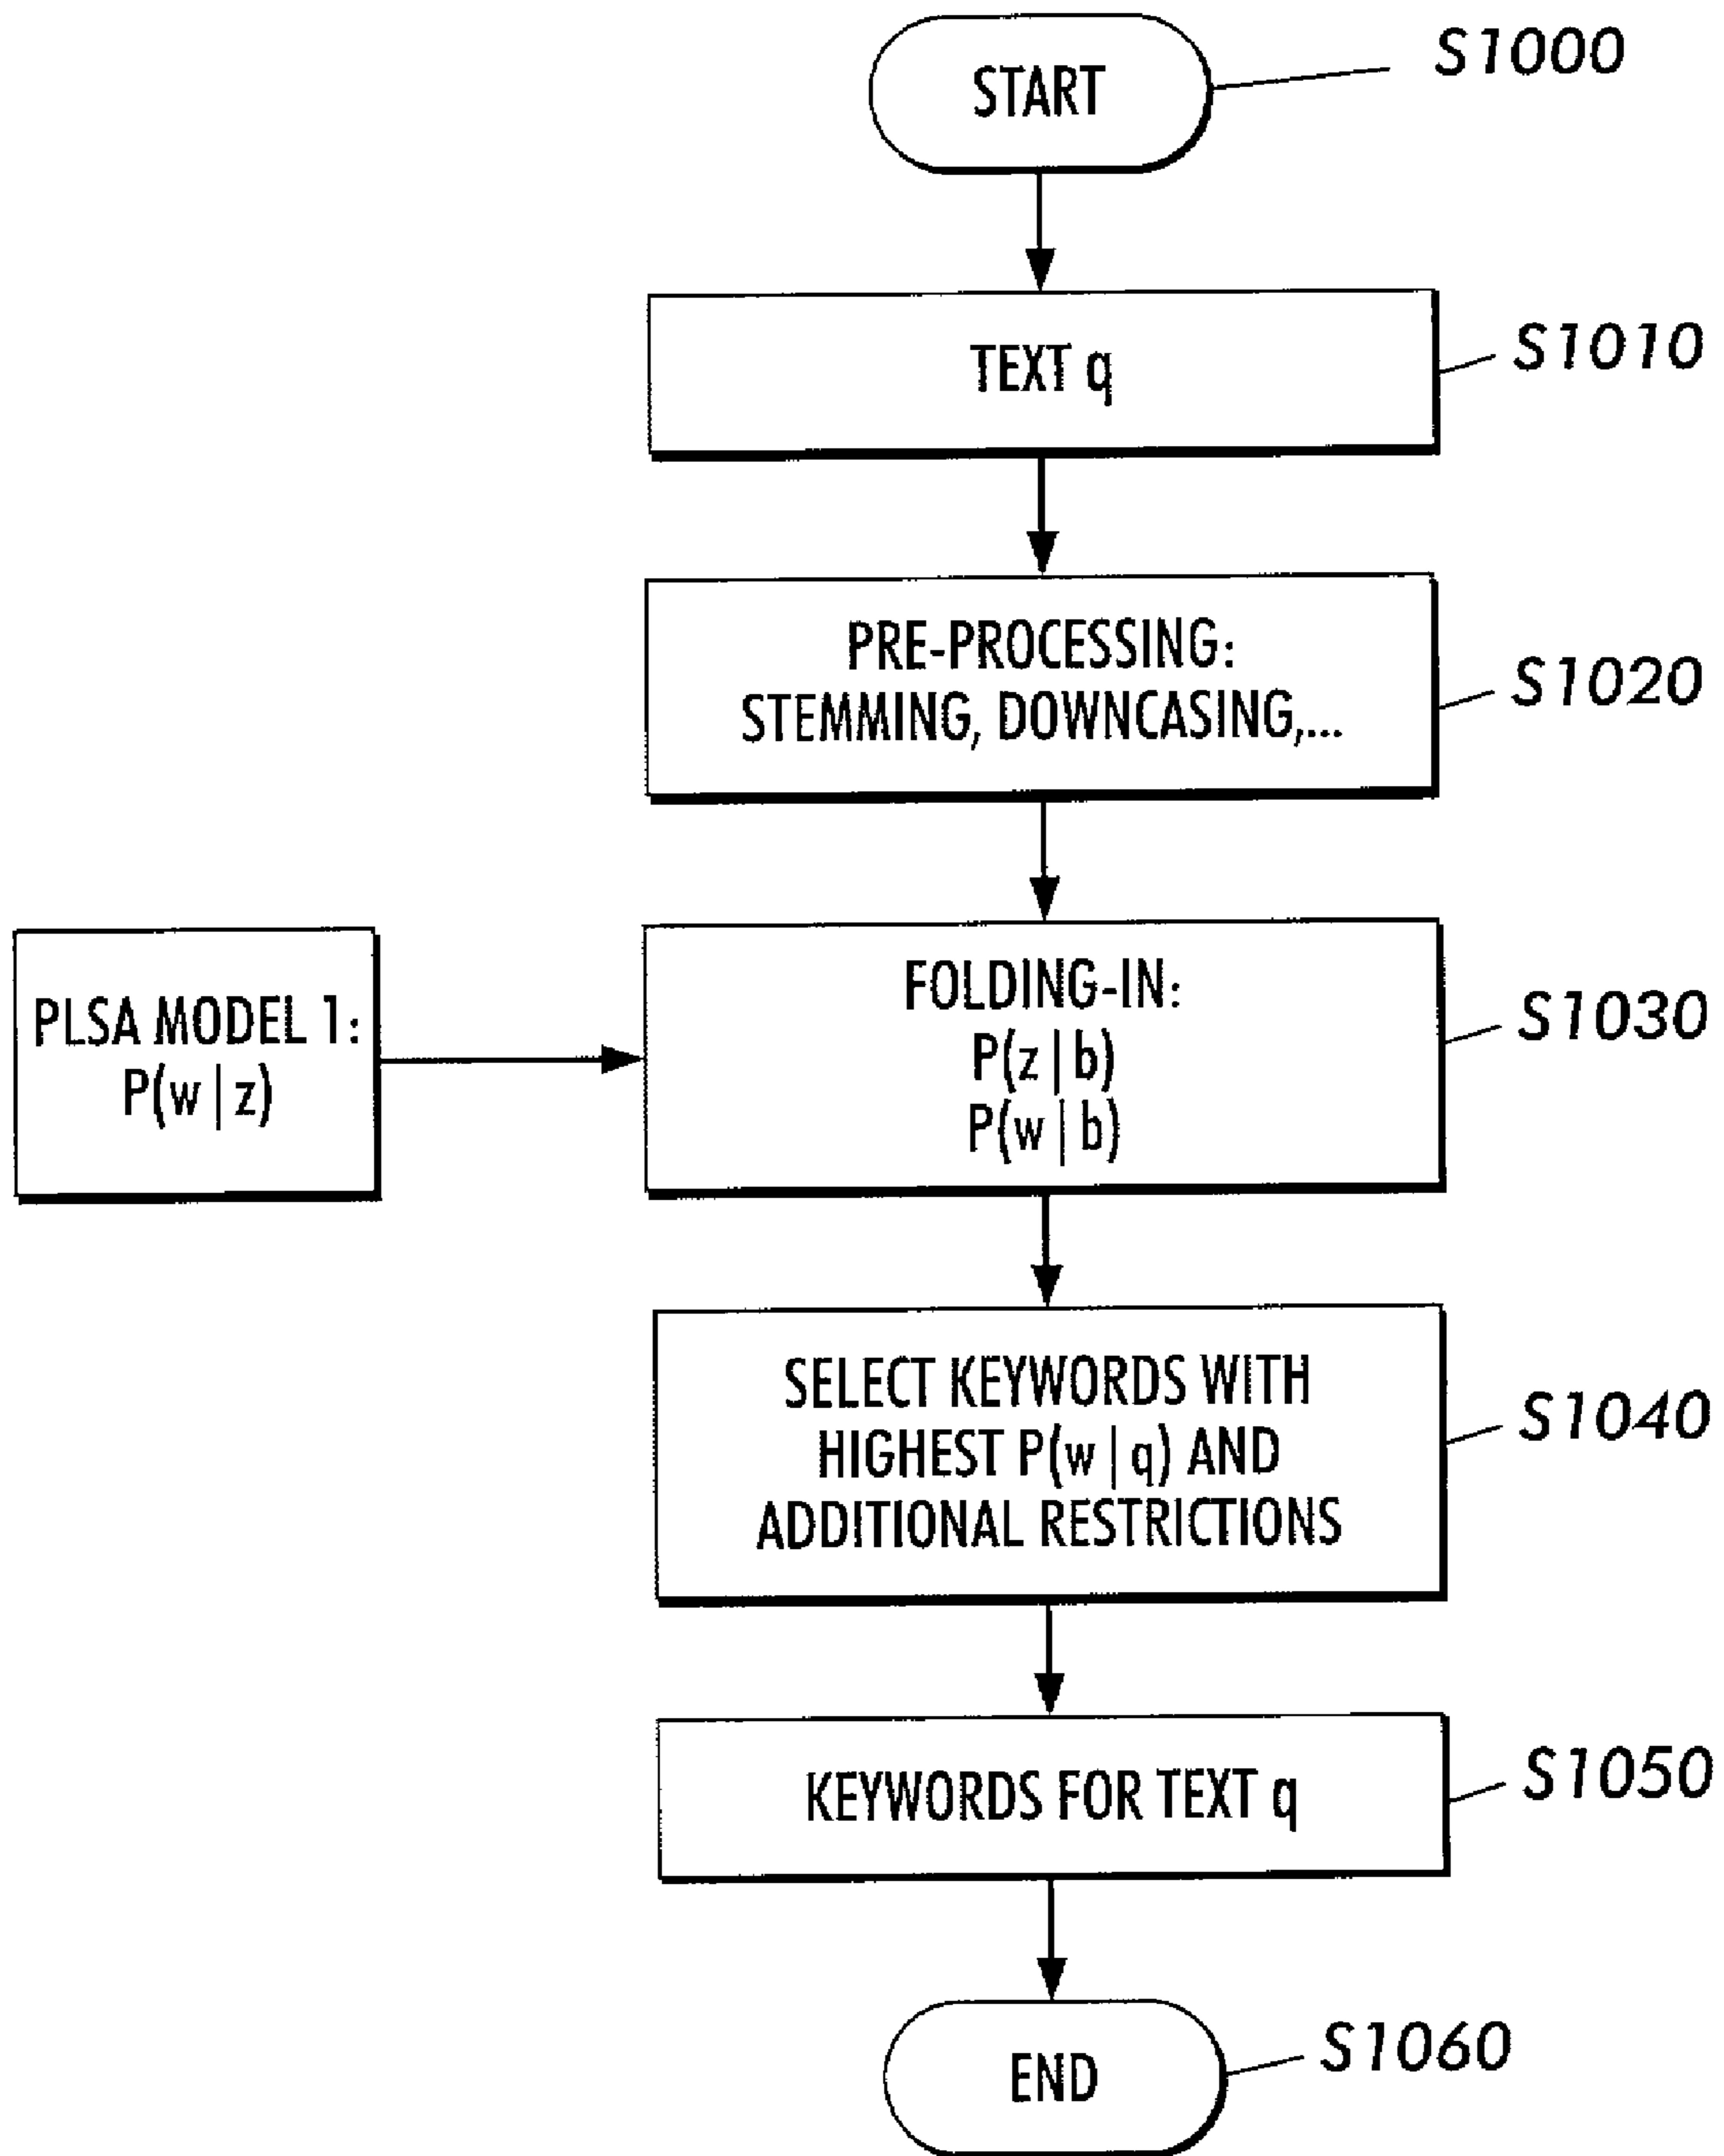 START
S1000
TEXT q
S1010
PRE-PROCESSING:
STEMMING, DOWNCASING,...
S1020
PLSA MODEL 1:
P(w|z)
FOLDING-IN:
P(z|b)
P(w|b)
S1030
SELECT KEYWORDS WITH
HIGHEST P(w|q) AND
ADDITIONAL RESTRICTIONS
S1040
KEYWORDS FOR TEXT q
S1050
END
S1060